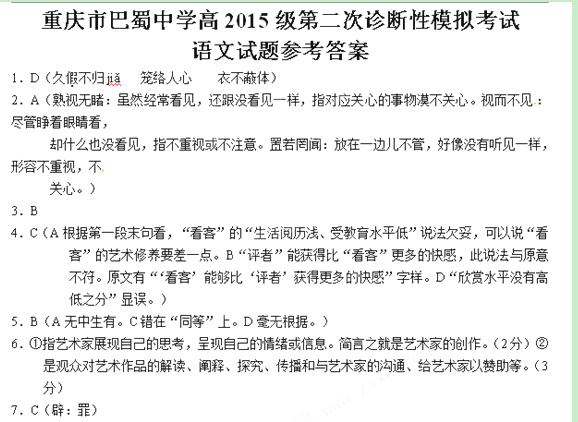 重庆市巴蜀中学高2015级第二次诊断性模拟考试
语文试题参考答案
1．D（久假不归jiǎ　笼络人心　衣不蔽体）
2．A（熟视无睹：虽然经常看见，还跟没看见一样，指对应关心的事物漠不关心。视而不见：
尽管睁着眼睛看，
却什么也没看见，指不重视或不注意。置若罔闻：放在一边儿不管，好像没有听见一样，
形容不重视，不
关心。）
3．B
4．C（A根据第一段末句看，“看客”的“生活阅历浅、受教育水平低”说法欠妥，可以说“看
客”的艺术修养要差一点。B“评者”能获得比“看客”更多的快感，此说法与原意
不符。原文有“‘看客’能够比‘评者’获得更多的快感”字样。D“欣赏水平没有高
低之分”显误。）
5．B（A无中生有。C错在“同等”上。D毫无根据。）
6．①指艺术家展现自己的思考，呈现自己的情绪或信息。简言之就是艺术家的创作。（2分）②
是观众对艺术作品的解读、阐释、探究、传播和与艺术家的沟通、给艺术家以赞助等。（3
分）
7．C（辟：罪）